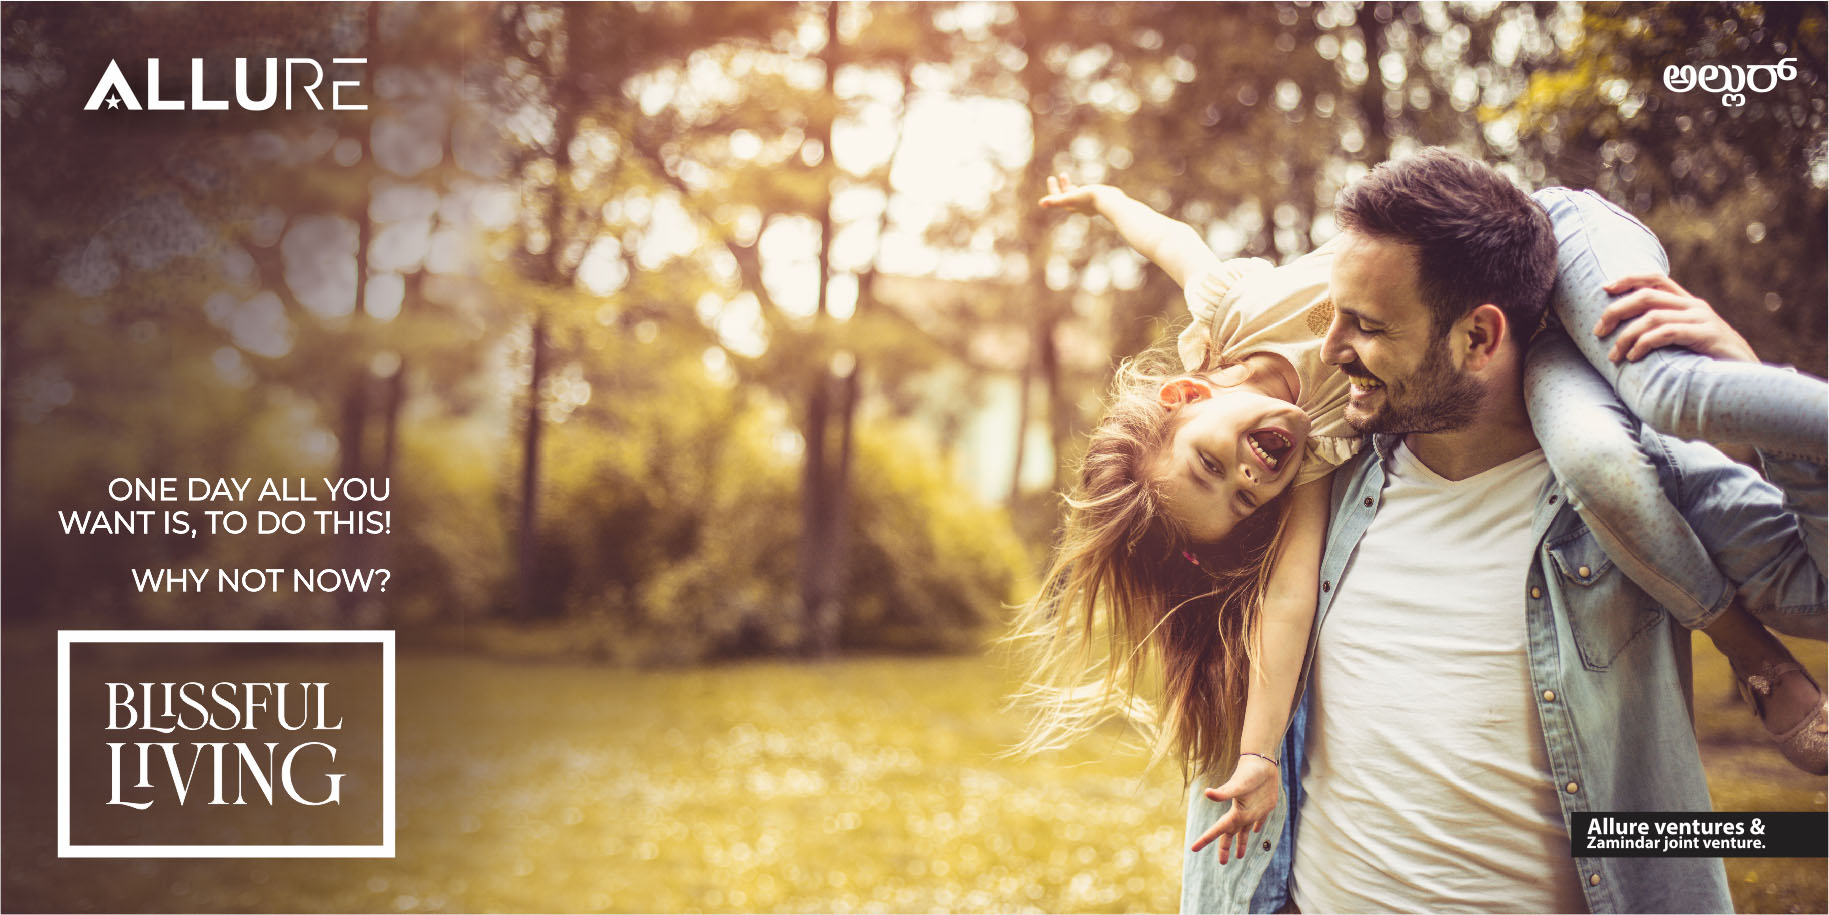 ALLURE
ಅಲ್ಲುರ್
ONE DAY ALL YOU
WANT IS, TO DO THIS!
WHY NOT NOW?
BLISSFUL
LIVING
Allure ventures &
Zamindar joint venture.